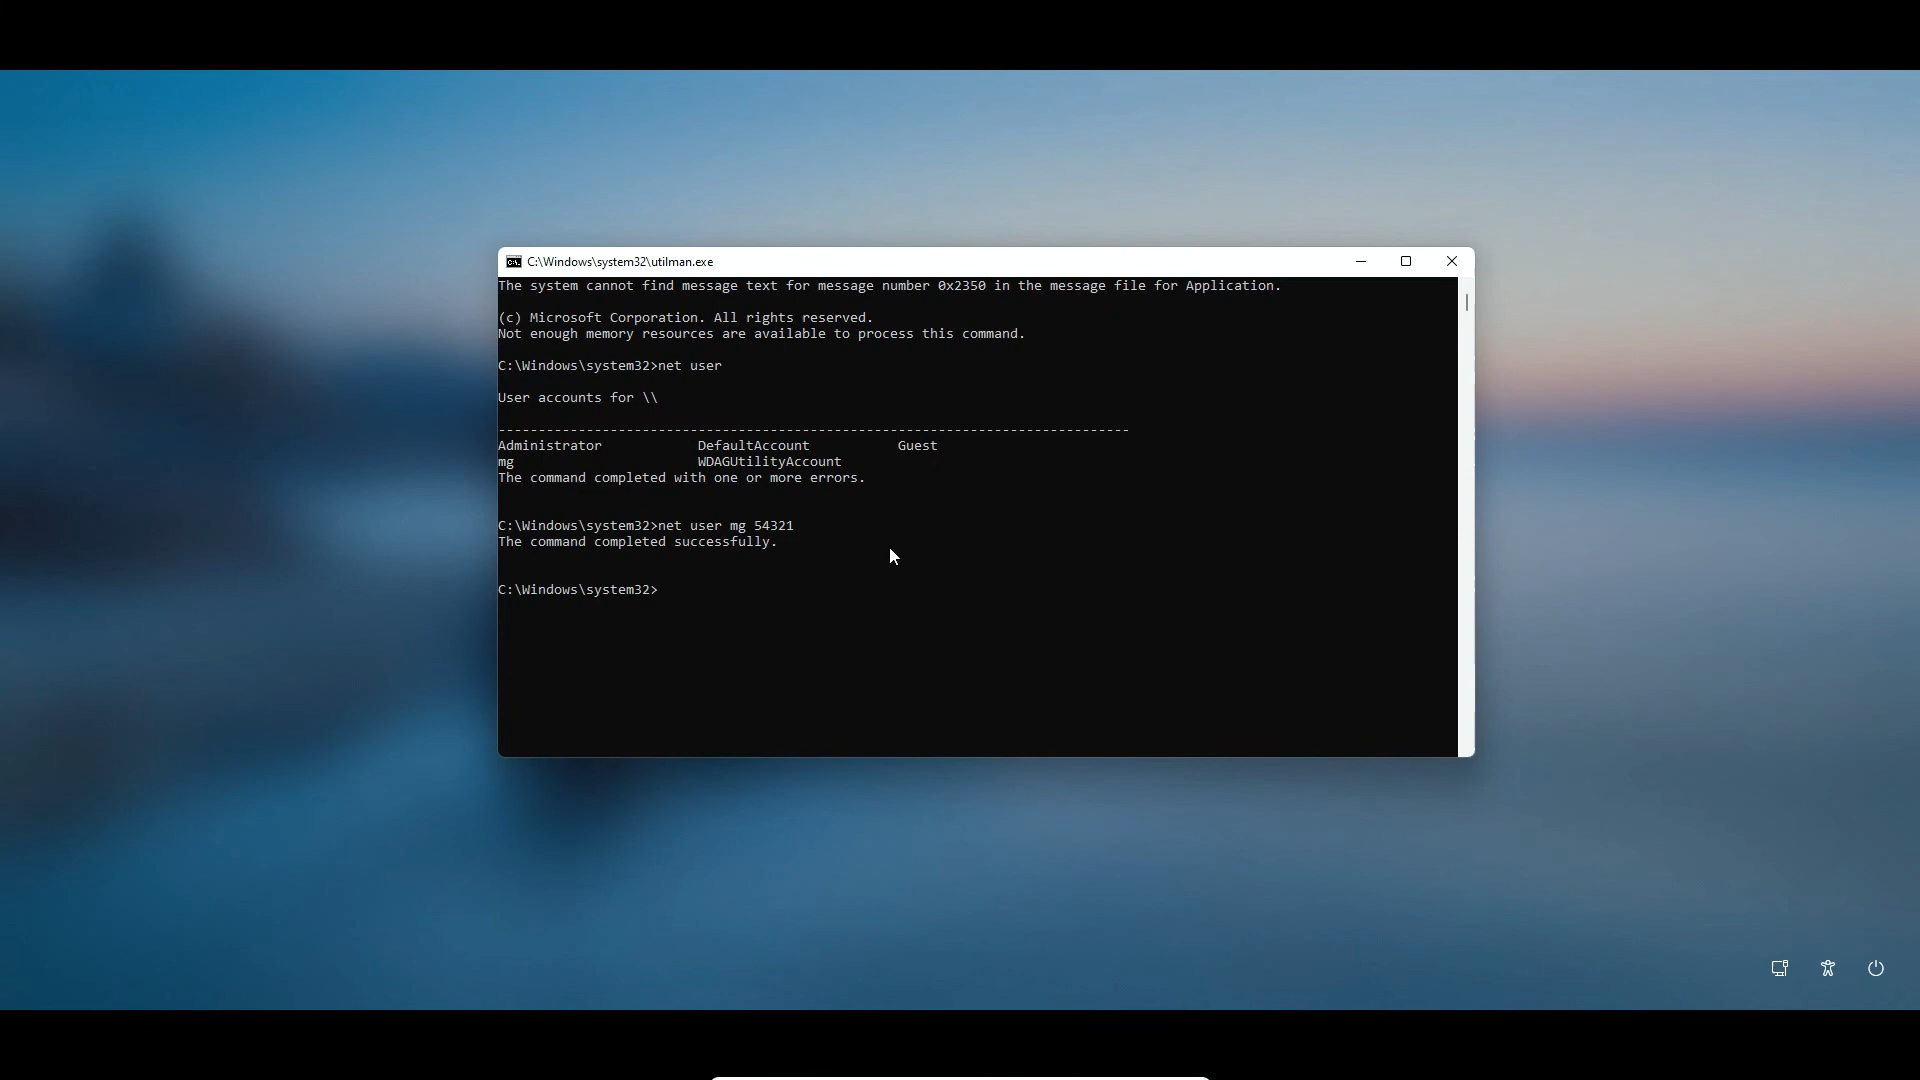 C:\Windows\system32\utilman.exe
The system cannot find message text for message number 0x2350 in the message file for Application.
(c) Microsoft Corporation. All rights reserved.
Not enough memory resources are available to process this command.
C:\Windows\system32>net user
User accounts for \\
-------------------------------------------------------------------------------
Administrator            DefaultAccount           Guest
mg                       WDAGUtilityAccount
The command completed with one or more errors.
C:\Windows\system32>net user mg 54321
The command completed successfully.
C:\Windows\system32>